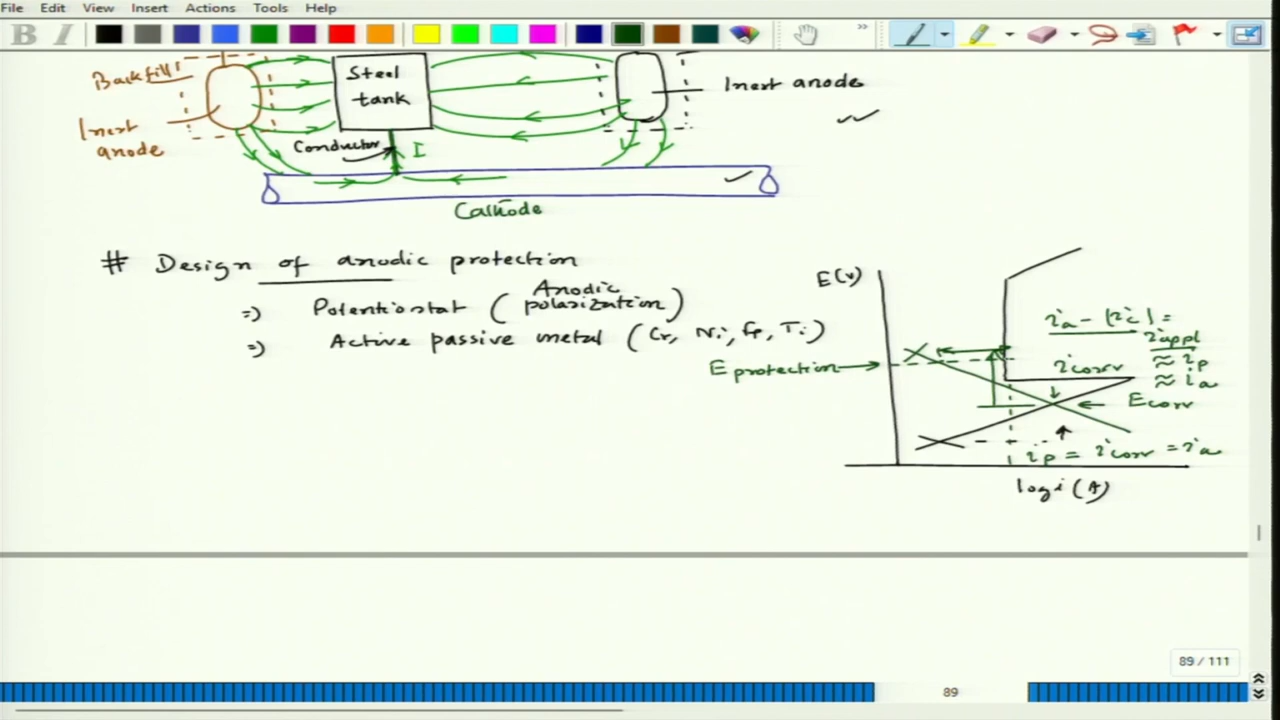 File Edit View Insert Actions Tools Help
B I
Backfill
Inert
anode
Steel
tank
Conductor
I
Inert anode
Cathode
# Design of anodic protection
=) Potentiostat (Anodic polarization)
=) Active passive metal (Cr, Ni, Fe, Ti)
E(V)
E protection
ia - |ic| =
iappl
≈ ip
≈ ia
icorr
Ecorr
ip = icorr = ia
log i (A)
89 / 111
89